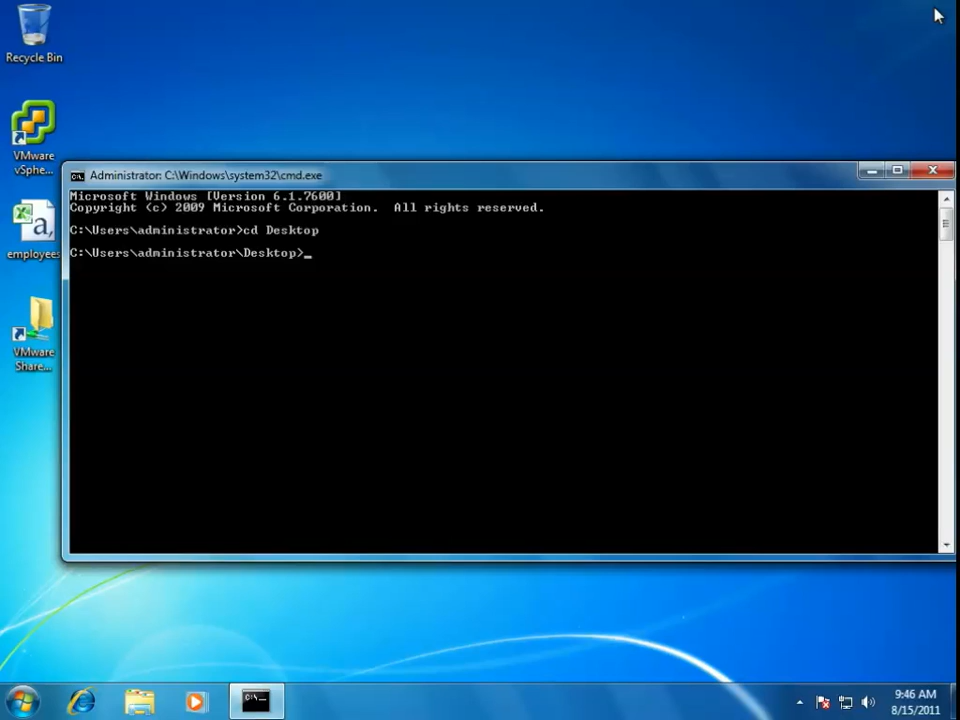 Recycle Bin
VMware
vSphe...
Administrator: C:\Windows\system32\cmd.exe
Microsoft Windows [Version 6.1.7600]
Copyright (c) 2009 Microsoft Corporation.  All rights reserved.
C:\Users\administrator>cd Desktop
C:\Users\administrator\Desktop>_
a,
employees
VMware
Share...
C:\_
9:46 AM
8/15/2011